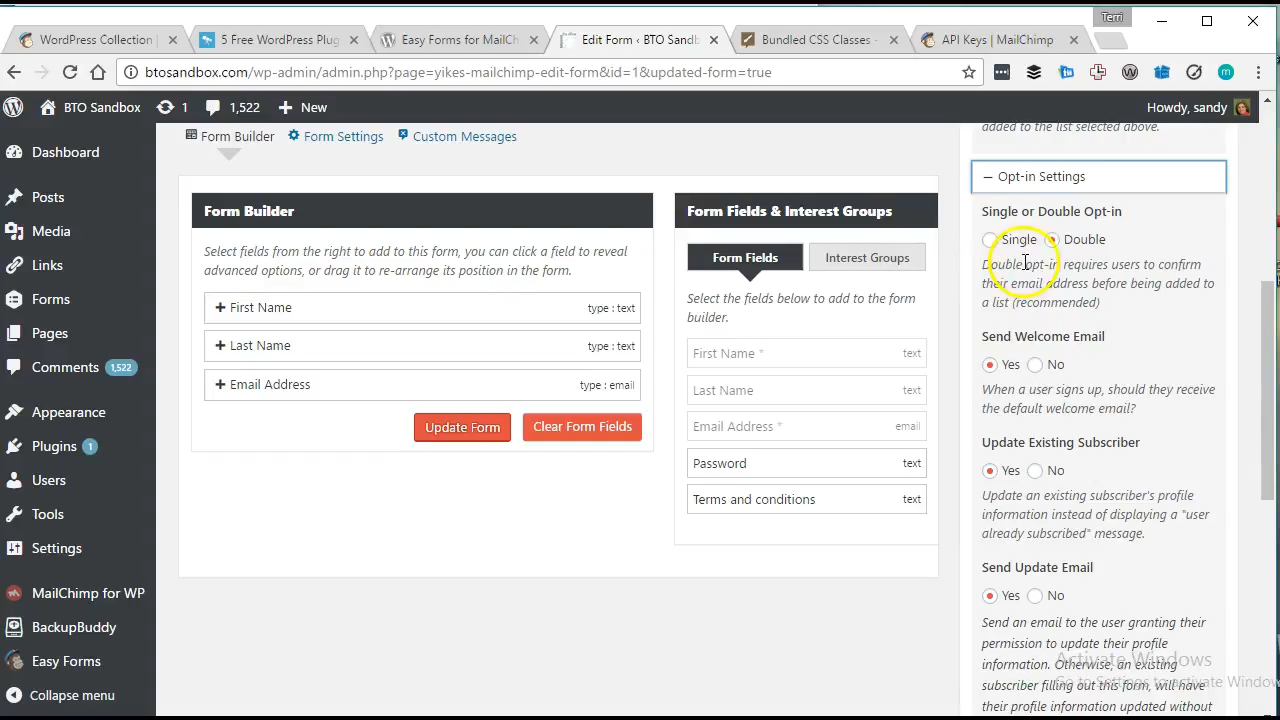 Terri
WordPress Collection |
5 Free WordPress Plug
Easy Forms for MailCh
Edit Form ‹ BTO Sandb
Bundled CSS Classes -
API Keys | MailChimp
btosandbox.com/wp-admin/admin.php?page=yikes-mailchimp-edit-form&id=1&updated-form=true
BTO Sandbox
1
1,522
New
Howdy, sandy
Dashboard
Posts
Media
Links
Forms
Pages
Comments 1,522
Appearance
Plugins 1
Users
Tools
Settings
MailChimp for WP
BackupBuddy
Easy Forms
Collapse menu
Form Builder
Form Settings
Custom Messages
Form Builder
Select fields from the right to add to this form, you can click a field to reveal
advanced options, or drag it to re-arrange its position in the form.
First Name type : text
Last Name type : text
Email Address type : email
Update Form
Clear Form Fields
Form Fields & Interest Groups
Form Fields
Interest Groups
Select the fields below to add to the form
builder.
First Name * text
Last Name text
Email Address * email
Password text
Terms and conditions text
added to the list selected above.
Opt-in Settings
Single or Double Opt-in
Single Double
Double opt-in requires users to confirm
their email address before being added to
a list (recommended)
Send Welcome Email
Yes No
When a user signs up, should they receive
the default welcome email?
Update Existing Subscriber
Yes No
Update an existing subscriber's profile
information instead of displaying a "user
already subscribed" message.
Send Update Email
Yes No
Send an email to the user granting their
permission to update their profile
information. Otherwise, an existing
subscriber filling out this form, will have
their profile information updated without
Activate Windows
Go to Settings to activate Window